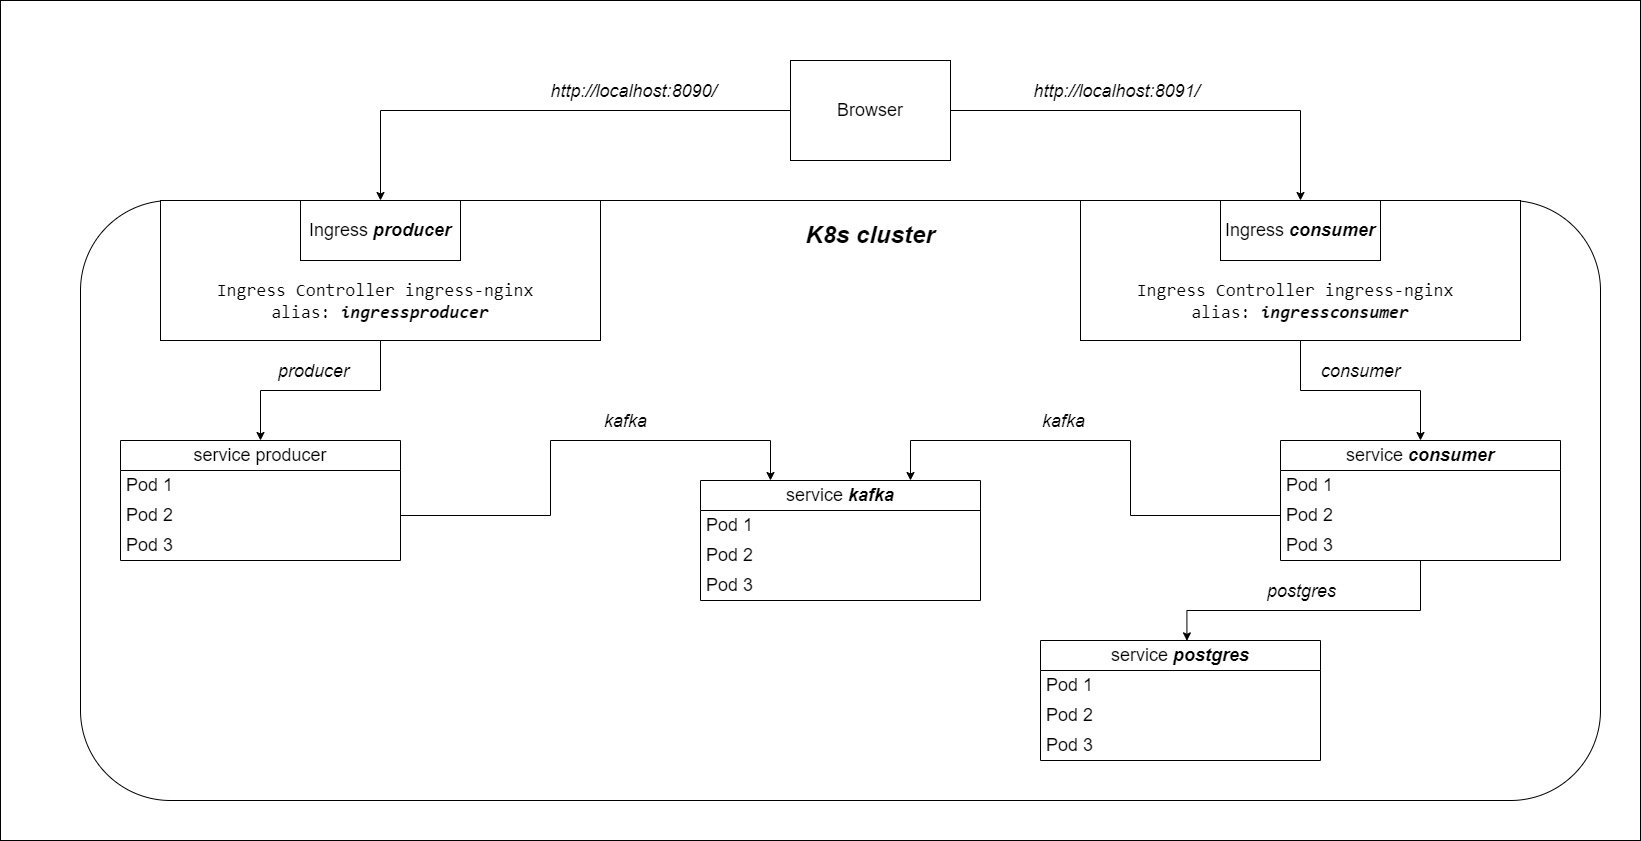 http://localhost:8090/
Browser
http://localhost:8091/
Ingress producer
K8s cluster
Ingress consumer
Ingress Controller ingress-nginx
alias: ingressproducer
Ingress Controller ingress-nginx
alias: ingressconsumer
producer
consumer
kafka
kafka
service producer
Pod 1
Pod 2
Pod 3
service kafka
Pod 1
Pod 2
Pod 3
service consumer
Pod 1
Pod 2
Pod 3
postgres
service postgres
Pod 1
Pod 2
Pod 3